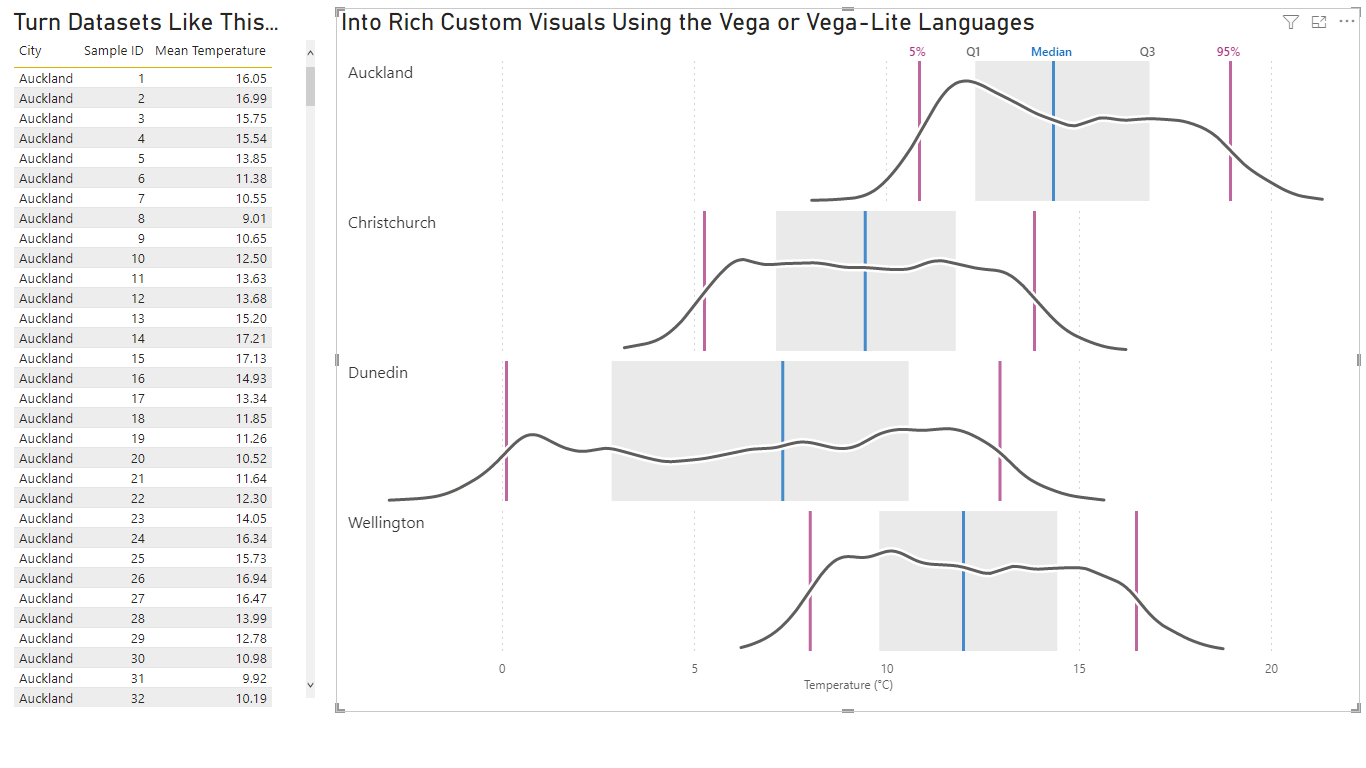 Turn Datasets Like This...
City Sample ID Mean Temperature
Auckland 1 16.05
Auckland 2 16.99
Auckland 3 15.75
Auckland 4 15.54
Auckland 5 13.85
Auckland 6 11.38
Auckland 7 10.55
Auckland 8 9.01
Auckland 9 10.65
Auckland 10 12.50
Auckland 11 13.63
Auckland 12 13.68
Auckland 13 15.20
Auckland 14 17.21
Auckland 15 17.13
Auckland 16 14.93
Auckland 17 13.34
Auckland 18 11.85
Auckland 19 11.26
Auckland 20 10.52
Auckland 21 11.64
Auckland 22 12.30
Auckland 23 14.05
Auckland 24 16.34
Auckland 25 15.73
Auckland 26 16.94
Auckland 27 16.47
Auckland 28 13.99
Auckland 29 12.78
Auckland 30 10.98
Auckland 31 9.92
Auckland 32 10.19
Into Rich Custom Visuals Using the Vega or Vega-Lite Languages
5% Q1 Median Q3 95%
Auckland
Christchurch
Dunedin
Wellington
0 5 10 15 20
Temperature (°C)